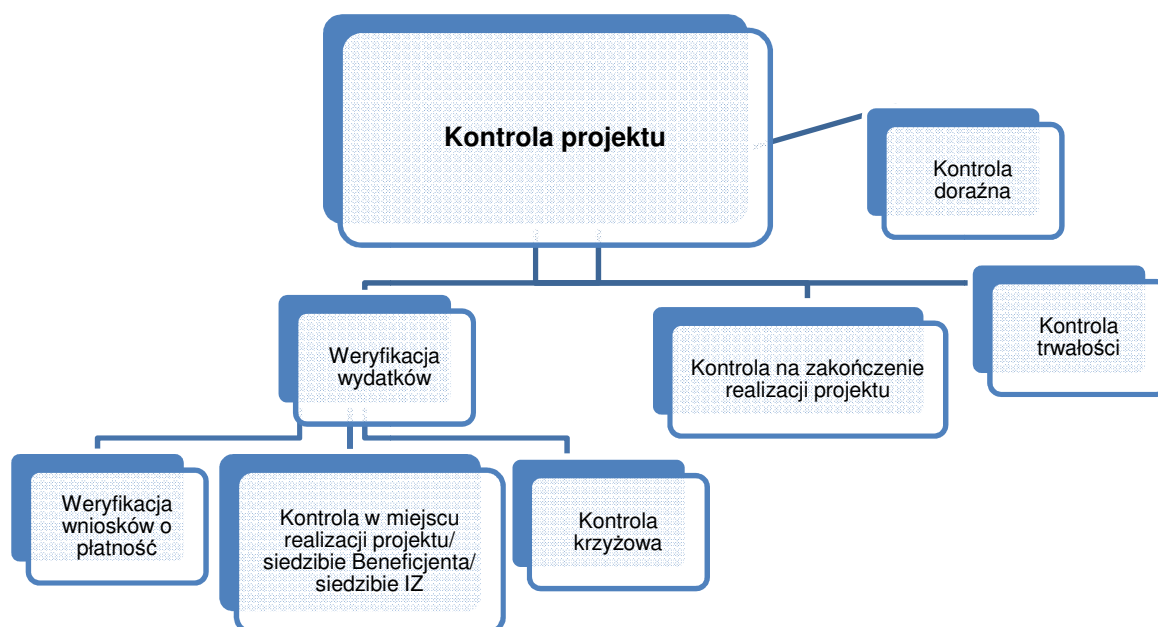 Kontrola projektu
Kontrola
doraźna
Weryfikacja
wydatków
Kontrola na zakończenie
realizacji projektu
Kontrola
trwałości
Weryfikacja
wniosków o
płatność
Kontrola w miejscu
realizacji projektu/
siedzibie Beneficjenta/
siedzibie IZ
Kontrola
krzyżowa